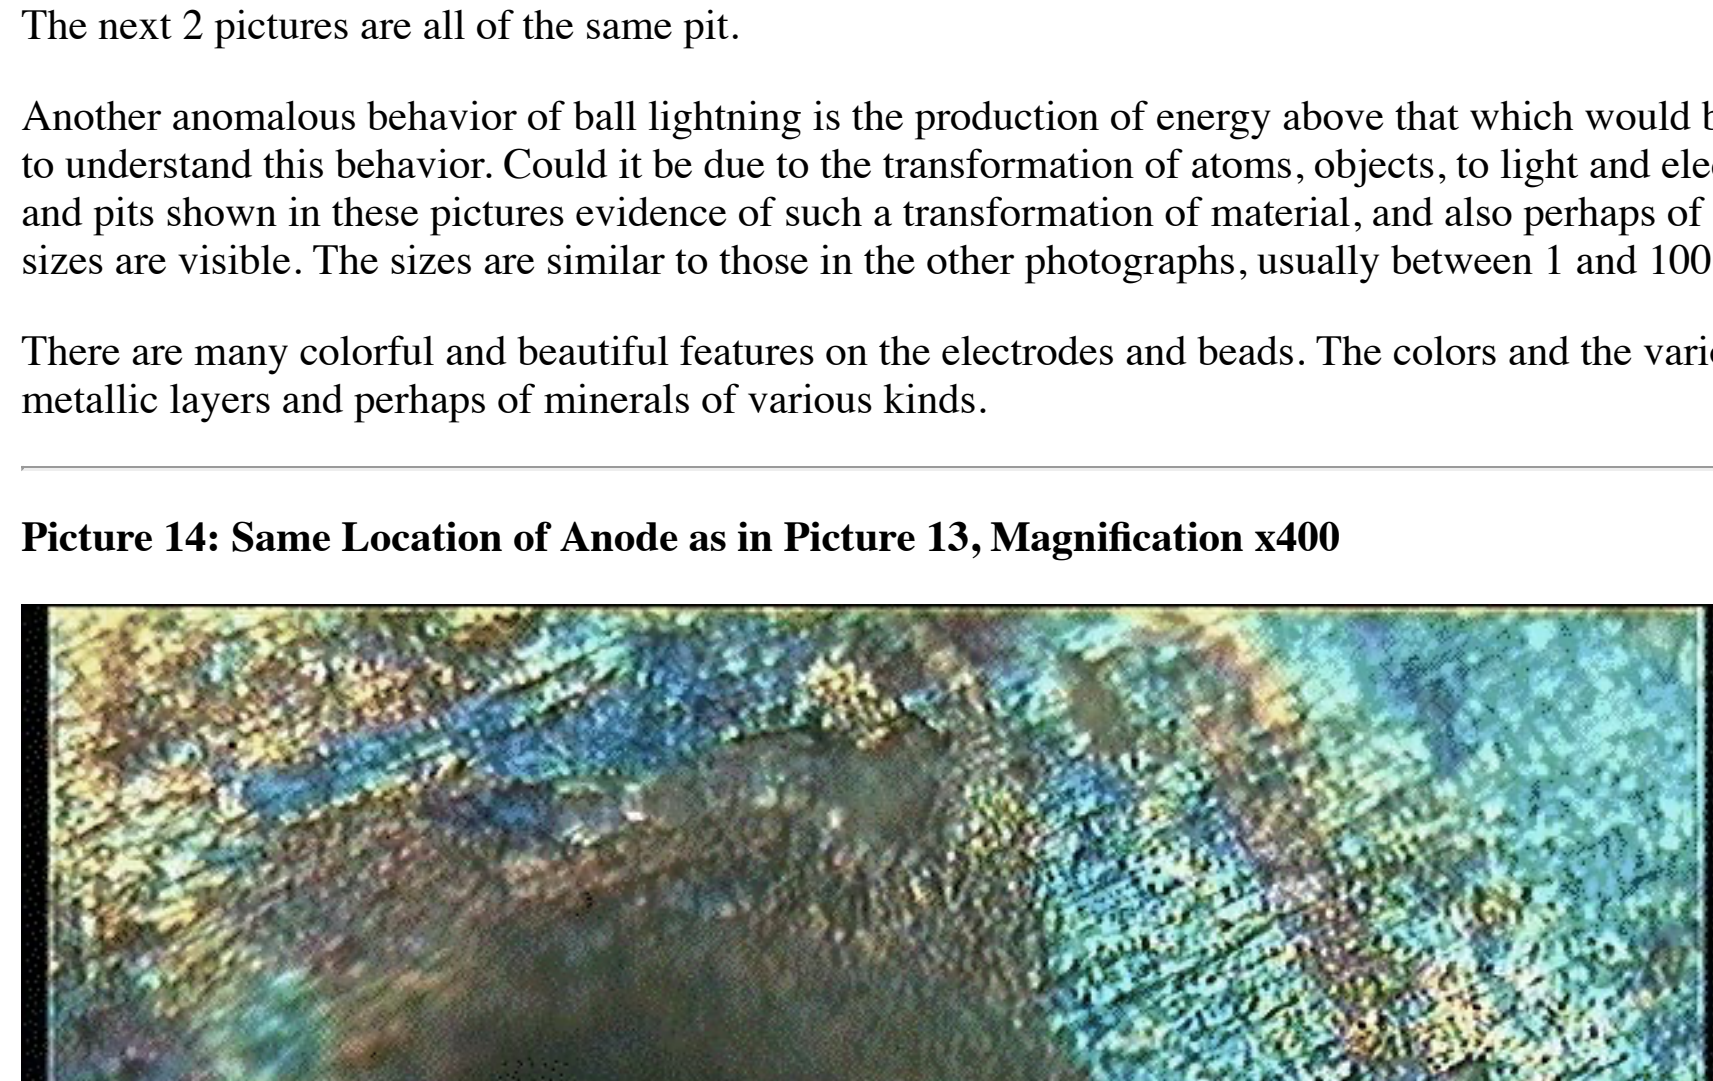 The next 2 pictures are all of the same pit.
Another anomalous behavior of ball lightning is the production of energy above that which would
to understand this behavior. Could it be due to the transformation of atoms, objects, to light and
and pits shown in these pictures evidence of such a transformation of material, and also perhaps of
sizes are visible. The sizes are similar to those in the other photographs, usually between 1 and 100
There are many colorful and beautiful features on the electrodes and beads. The colors and the
metallic layers and perhaps of minerals of various kinds.
Picture 14: Same Location of Anode as in Picture 13, Magnification x400